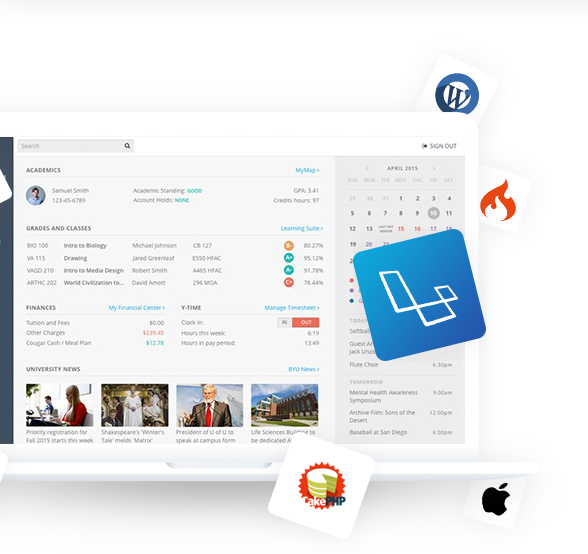 Search
SIGN OUT
ACADEMICS
MyMap ›
Samuel Smith
123-45-6789
Academic Standing: GOOD
Account Holds: NONE
GPA: 3.41
Credits hours: 97
GRADES AND CLASSES
Learning Suite ›
BIO 100 Intro to Biology Michael Johnson CB 127 B- 80.27%
VA 115 Drawing Jared Greenleaf E550 HFAC A+ 95.12%
VAGD 210 Intro to Media Design Robert Smith A465 HFAC A- 91.78%
ARTHC 202 World Civilization to... David Amott 296 MOA C+ 78.44%
FINANCES
My Financial Center ›
Tuition and Fees $0.00
Other Charges $239.45
Cougar Cash / Meal Plan $12.78
Y-TIME
Manage Timesheet ›
Clock in: IN OUT
Hours this week: 6:19
Hours in pay period: 13:49
UNIVERSITY NEWS
BYU News ›
Priority registration for
Fall 2015 starts this week
Shakespeare's 'Winter's
Tale' melds 'Matrix'
President of U of U to
speak at campus form
Life Sciences Building to
be dedicated
‹ APRIL 2015 ›
SUN MON TUE WED THU FRI SAT
29 30 31 1 2 3 4
5 6 7 8 9 10 11
12 13 LAST DAY 15 16 17 18
19 20
TODAY
Softball
Guest
Jack
Flute Choir 6:30pm
TOMORROW
Mental Health Awareness 9:00am
Symposium
Archive Film: Sons of the 12:00pm
Desert
Baseball at San Diego 6:00pm
W
CakePHP